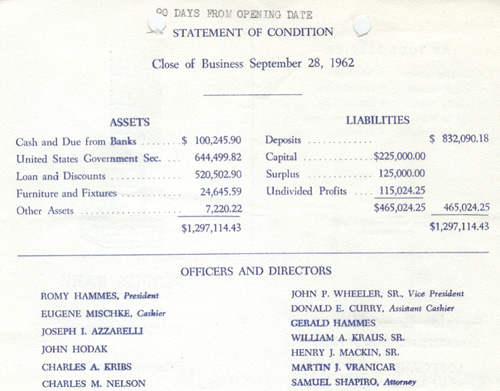 90 DAYS FROM OPENING DATE
STATEMENT OF CONDITION
Close of Business September 28, 1962
ASSETS
Cash and Due from Banks ....... $ 100,245.90
United States Government Sec. ... 644,499.82
Loan and Discounts ............. 520,502.90
Furniture and Fixtures ........... 24,645.59
Other Assets ................... 7,220.22
$1,297,114.43
LIABILITIES
Deposits ............ $ 832,090.18
Capital ............ $225,000.00
Surplus ............ 125,000.00
Undivided Profits .... 115,024.25
$465,024.25 465,024.25
$1,297,114.43
OFFICERS AND DIRECTORS
ROMY HAMMES, President
EUGENE MISCHKE, Cashier
JOSEPH I. AZZARELLI
JOHN HODAK
CHARLES A. KRIBS
CHARLES M. NELSON
JOHN P. WHEELER, SR., Vice President
DONALD E. CURRY, Assistant Cashier
GERALD HAMMES
WILLIAM A. KRAUS, SR.
HENRY J. MACKIN, SR.
MARTIN J. VRANICAR
SAMUEL SHAPIRO, Attorney